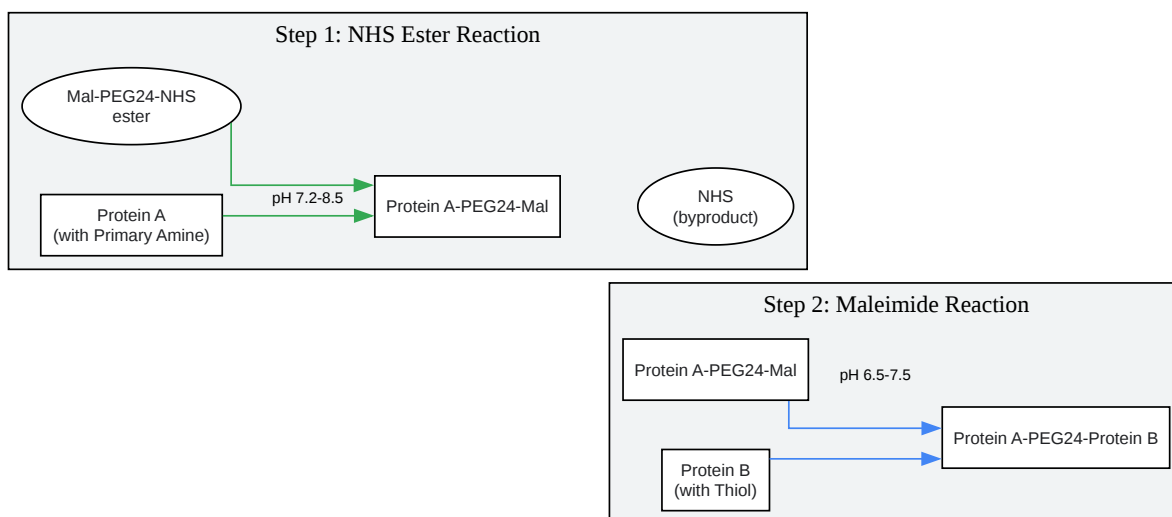 Step 1: NHS Ester Reaction
Mal-PEG24-NHS
ester
pH 7.2-8.5
Protein A
(with Primary Amine)
Protein A-PEG24-Mal
NHS
(byproduct)
Step 2: Maleimide Reaction
Protein A-PEG24-Mal
pH 6.5-7.5
Protein B
(with Thiol)
Protein A-PEG24-Protein B